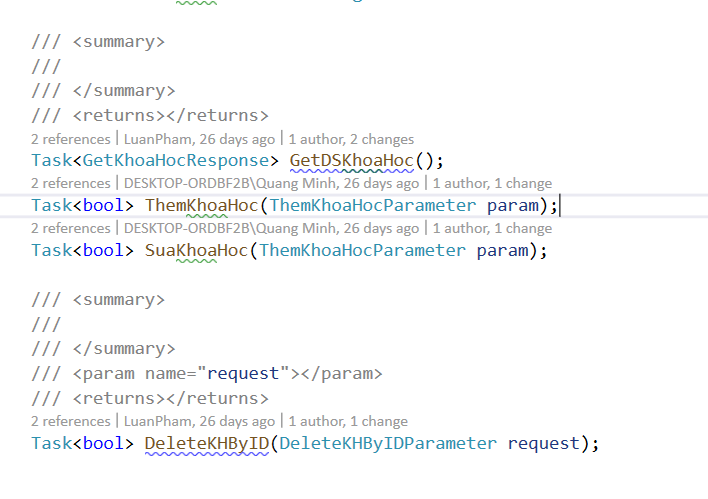 /// <summary>
///
/// </summary>
/// <returns></returns>
2 references | LuanPham, 26 days ago | 1 author, 2 changes
Task<GetKhoaHocResponse> GetDSKhoaHoc();
2 references | DESKTOP-ORDBF2B\Quang Minh, 26 days ago | 1 author, 1 change
Task<bool> ThemKhoaHoc(ThemKhoaHocParameter param);
2 references | DESKTOP-ORDBF2B\Quang Minh, 26 days ago | 1 author, 1 change
Task<bool> SuaKhoaHoc(ThemKhoaHocParameter param);
/// <summary>
///
/// </summary>
/// <param name="request"></param>
/// <returns></returns>
2 references | LuanPham, 26 days ago | 1 author, 1 change
Task<bool> DeleteKHByID(DeleteKHByIDParameter request);